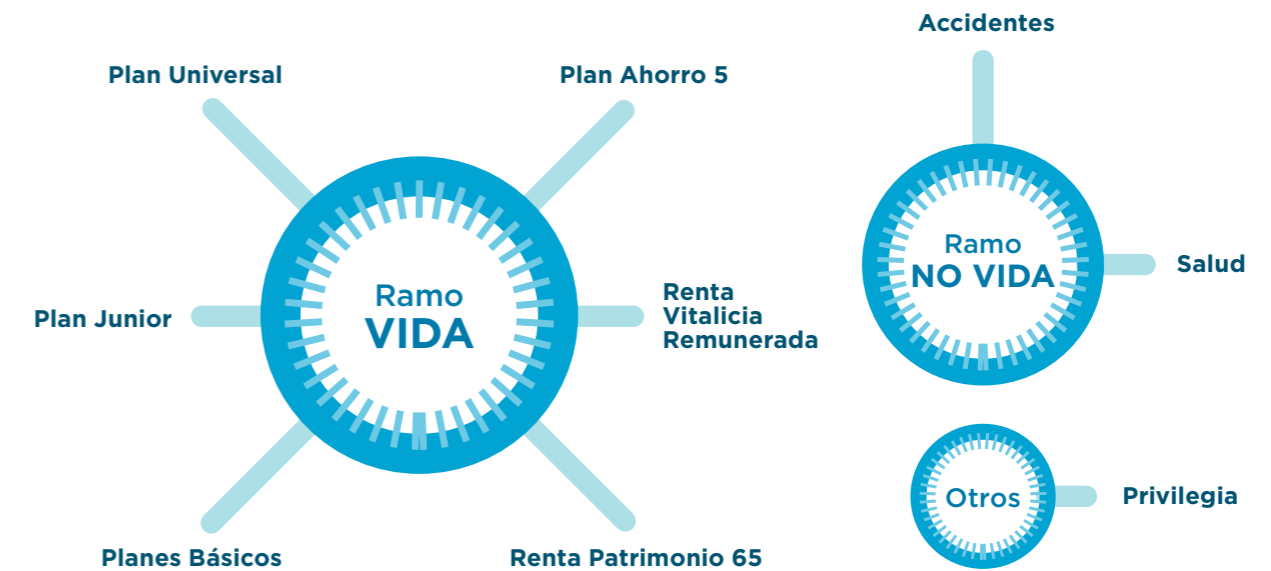 Plan Universal
Plan Ahorro 5
Plan Junior
Ramo
VIDA
Renta
Vitalicia
Remunerada
Planes Básicos
Renta Patrimonio 65
Accidentes
Ramo
NO VIDA
Salud
Otros
Privilegia